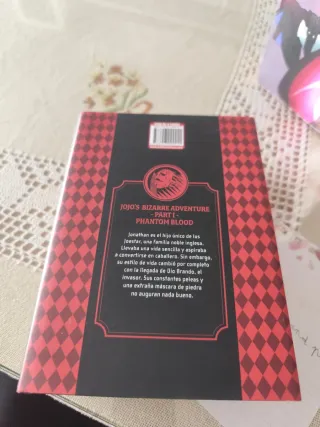 JOJO'S BIZARRE ADVENTURE
- PART I -
PHANTOM BLOOD
Jonathan es el hijo único de los
Joestar, una familia noble inglesa.
Llevaba una vida sencilla y aspiraba
a convertirse en caballero. Sin embargo,
su estilo de vida cambió por completo
con la llegada de Dio Brando, el
invasor. Sus constantes peleas y
una extraña máscara de piedra
no auguran nada bueno.